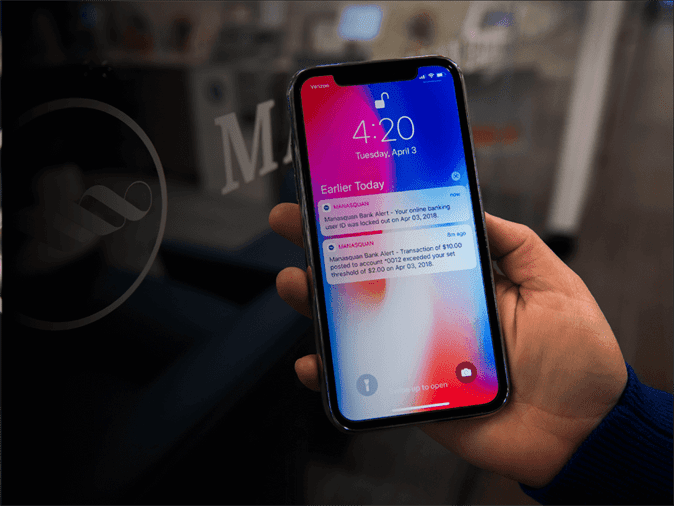 MA
Verizon
4:20
Tuesday, April 3
Earlier Today
MANASQUAN
now
Manasquan Bank Alert - Your online banking
user ID was locked out on Apr 03, 2018.
MANASQUAN
8m ago
Manasquan Bank Alert - Transaction of $10.00
posted to account *0012 exceeded your set
threshold of $2.00 on Apr 03, 2018.
up to open